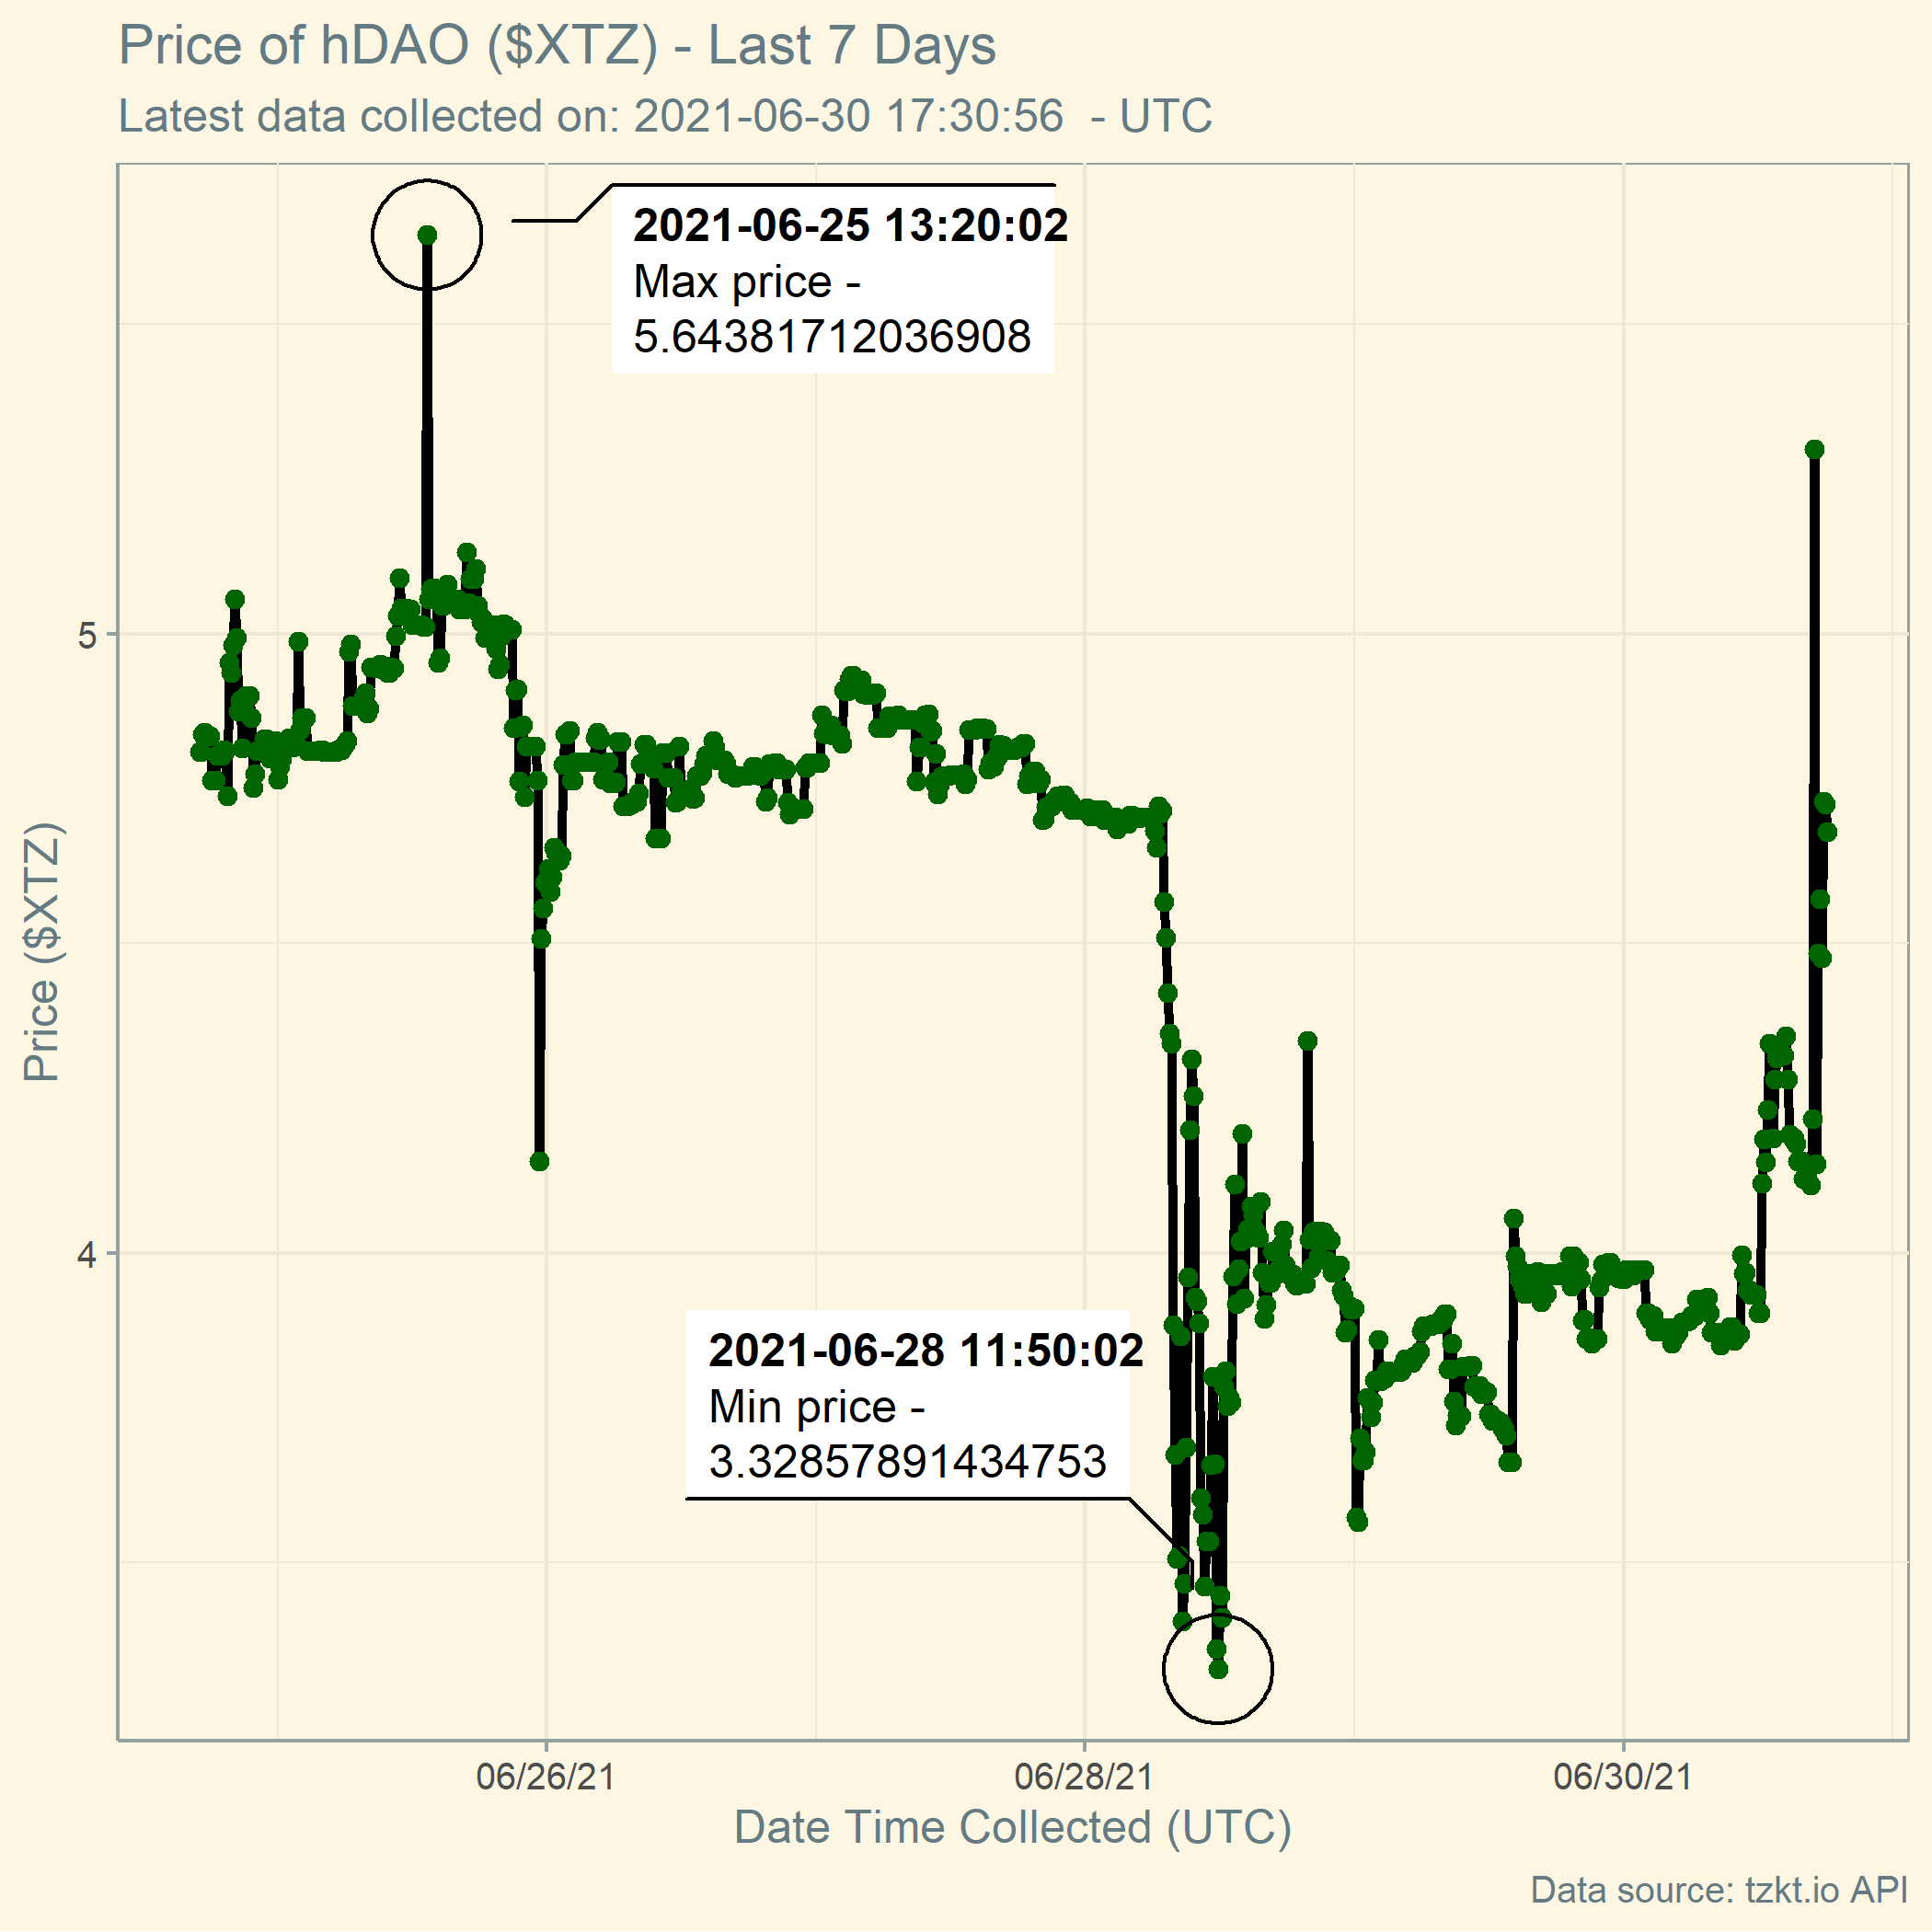 Price of hDAO ($XTZ) - Last 7 Days
Latest data collected on: 2021-06-30 17:30:56  - UTC
2021-06-25 13:20:02
Max price -
5.64381712036908
5
Price ($XTZ)
4
2021-06-28 11:50:02
Min price -
3.32857891434753
06/26/21
06/28/21
06/30/21
Date Time Collected (UTC)
Data source: tzkt.io API